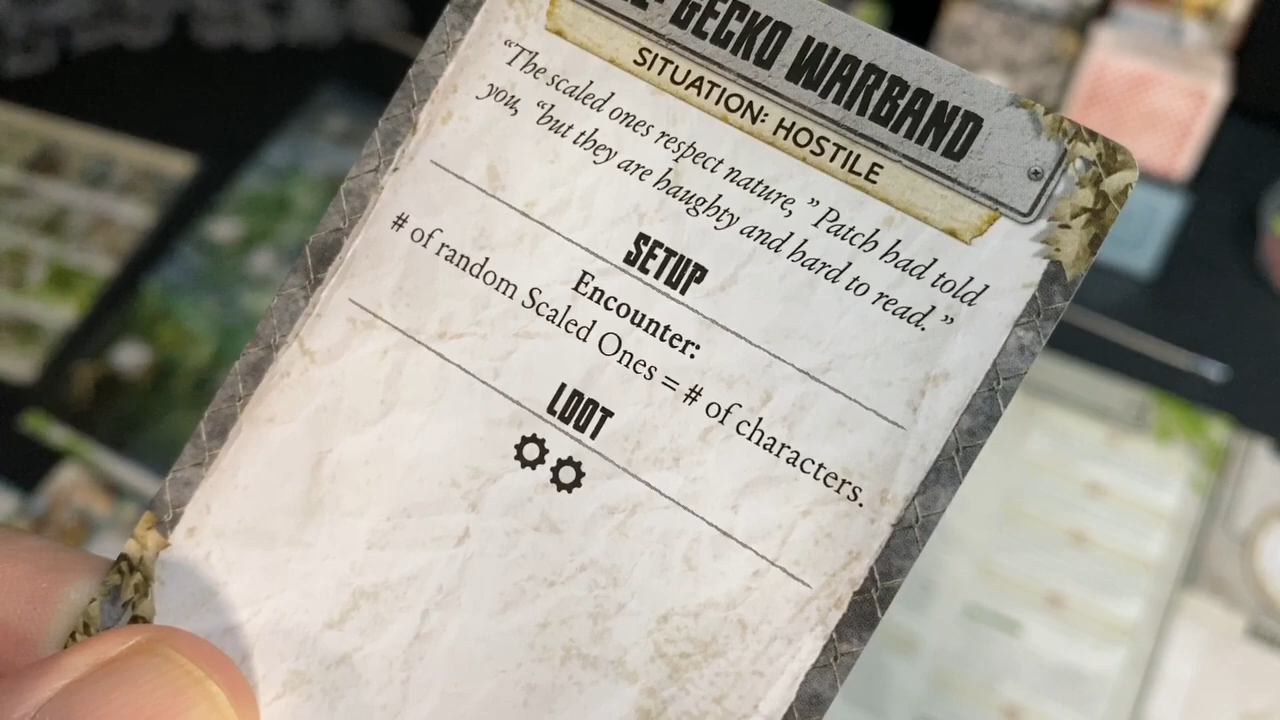 GECKO WARBAND
SITUATION: HOSTILE
“The scaled ones respect nature,” Patch had told
you, “but they are haughty and hard to read.”
SETUP
Encounter:
# of random Scaled Ones = # of characters.
LOOT